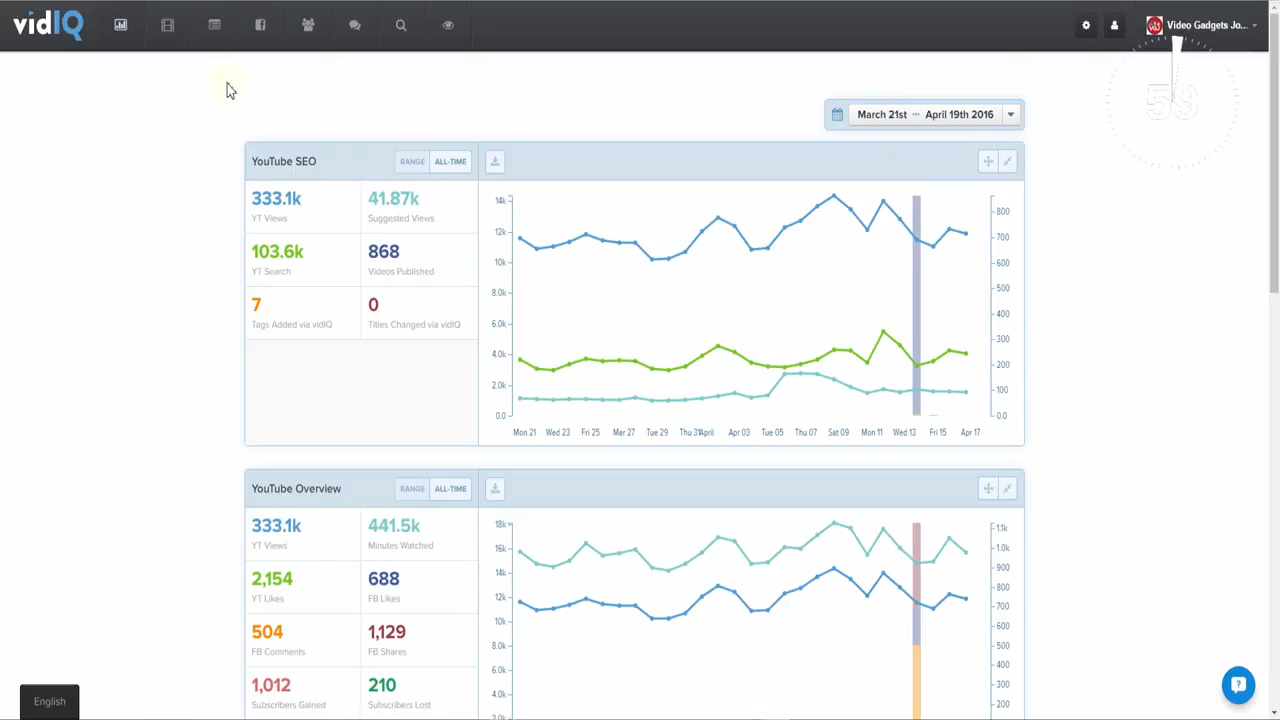 vidIQ
Video Gadgets Jo...
59
March 21st ··· April 19th 2016
YouTube SEO
RANGE ALL-TIME
333.1k 41.87k
YT Views Suggested Views
103.6k 868
YT Search Videos Published
7 0
Tags Added via vidIQ Titles Changed via vidIQ
14k
12k
10k
8.0k
6.0k
4.0k
2.0k
0.0
800
700
600
500
400
300
200
100
0.0
Mon 21 Wed 23 Fri 25 Mar 27 Tue 29 Thu 31 April Apr 03 Tue 05 Thu 07 Sat 09 Mon 11 Wed 13 Fri 15 Apr 17
YouTube Overview
RANGE ALL-TIME
333.1k 441.5k
YT Views Minutes Watched
2,154 688
YT Likes FB Likes
504 1,129
FB Comments FB Shares
1,012 210
Subscribers Gained Subscribers Lost
18k
16k
14k
12k
10k
8.0k
6.0k
4.0k
2.0k
1.1k
1.0k
900
800
700
600
500
400
300
200
English